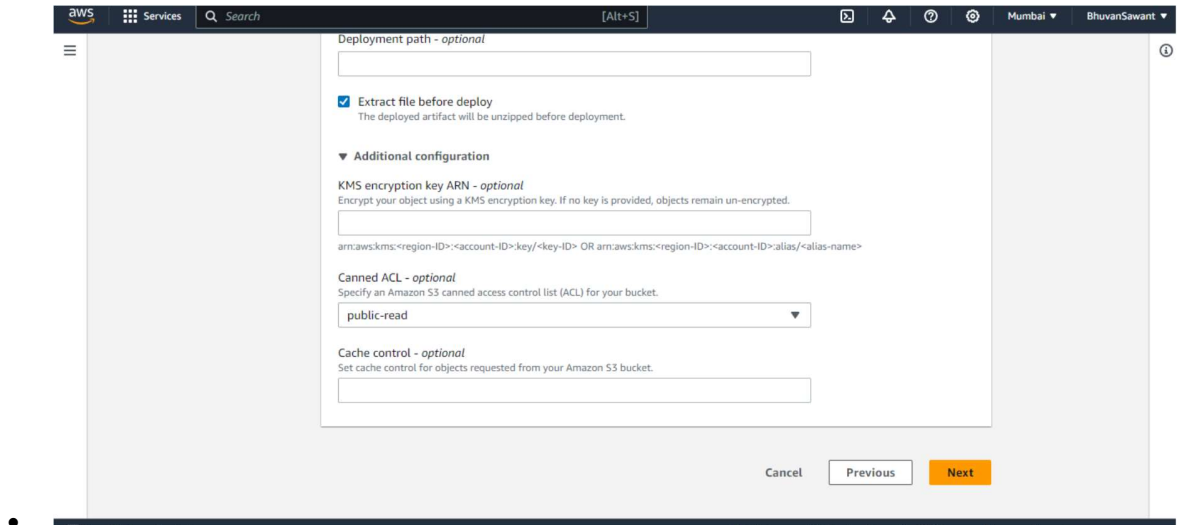 aws
Services
Search
[Alt+S]
Mumbai ▼
BhuvanSawant ▼
Deployment path - optional
Extract file before deploy
The deployed artifact will be unzipped before deployment.
▼ Additional configuration
KMS encryption key ARN - optional
Encrypt your object using a KMS encryption key. If no key is provided, objects remain un-encrypted.
arn:aws:kms:<region-ID>:<account-ID>:key/<key-ID> OR arn:aws:kms:<region-ID>:<account-ID>:alias/<alias-name>
Canned ACL - optional
Specify an Amazon S3 canned access control list (ACL) for your bucket.
public-read
Cache control - optional
Set cache control for objects requested from your Amazon S3 bucket.
Cancel
Previous
Next